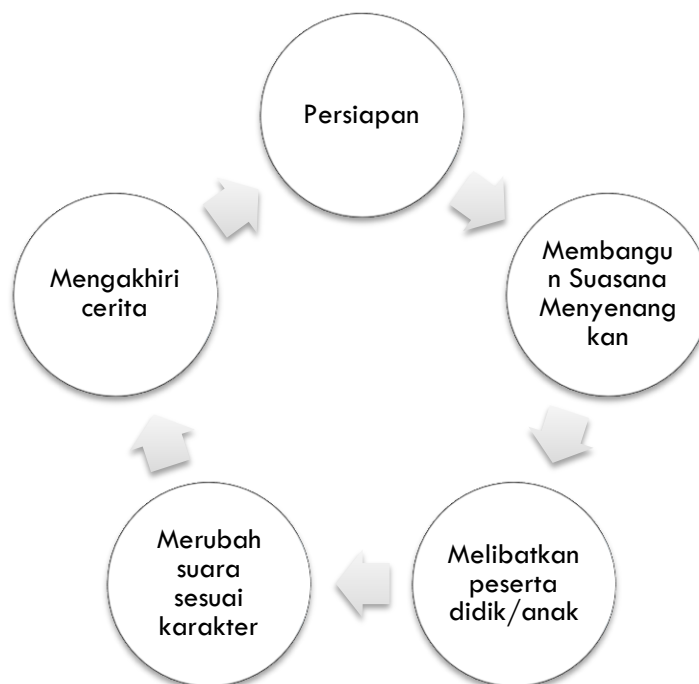 Persiapan
Membangu
n Suasana
Menyenang
kan
Melibatkan
peserta
didik/anak
Merubah
suara
sesuai
karakter
Mengakhiri
cerita